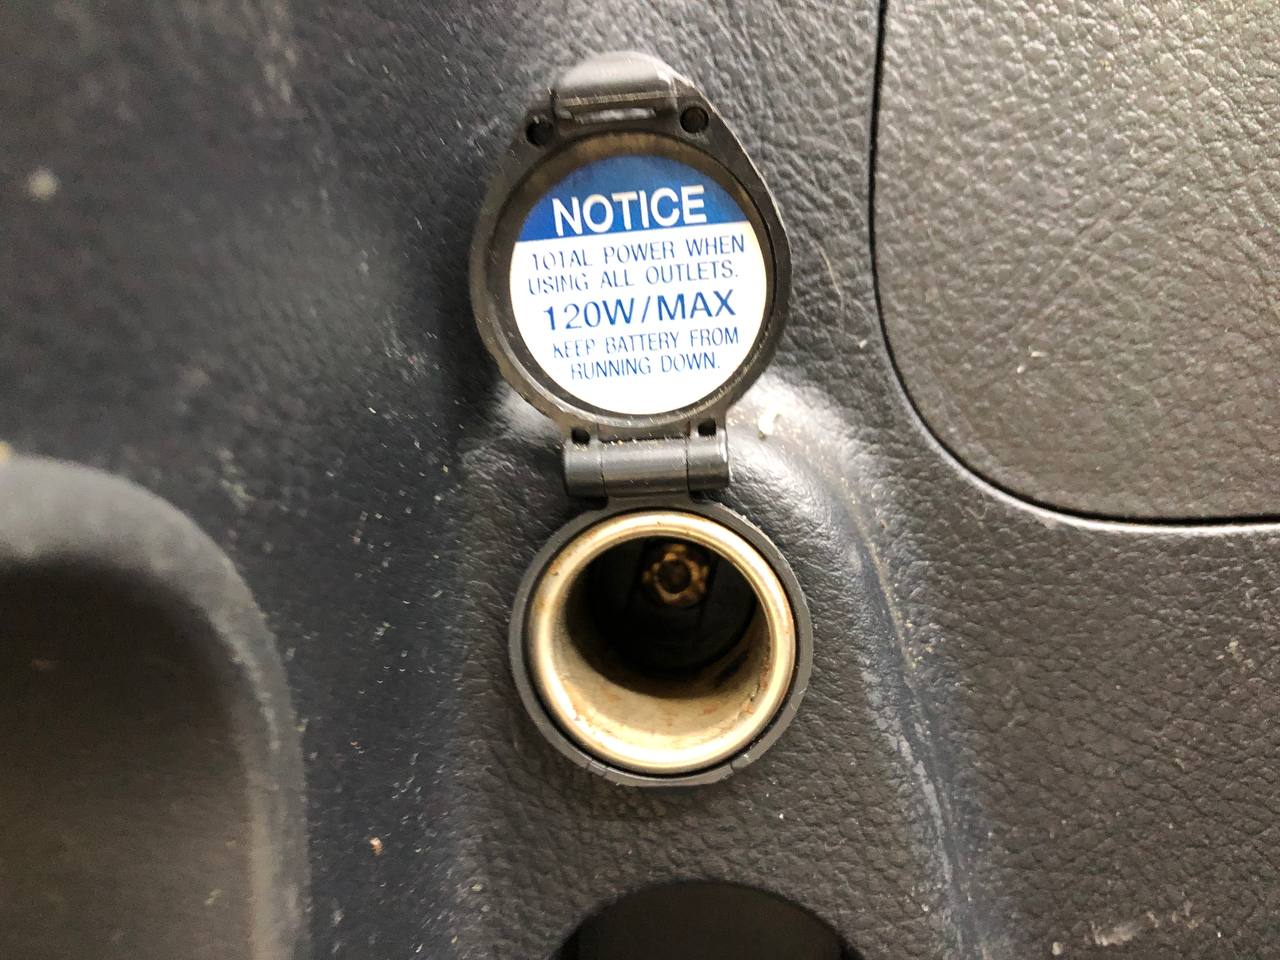 NOTICE
TOTAL POWER WHEN
USING ALL OUTLETS.
120W/MAX
KEEP BATTERY FROM
RUNNING DOWN.